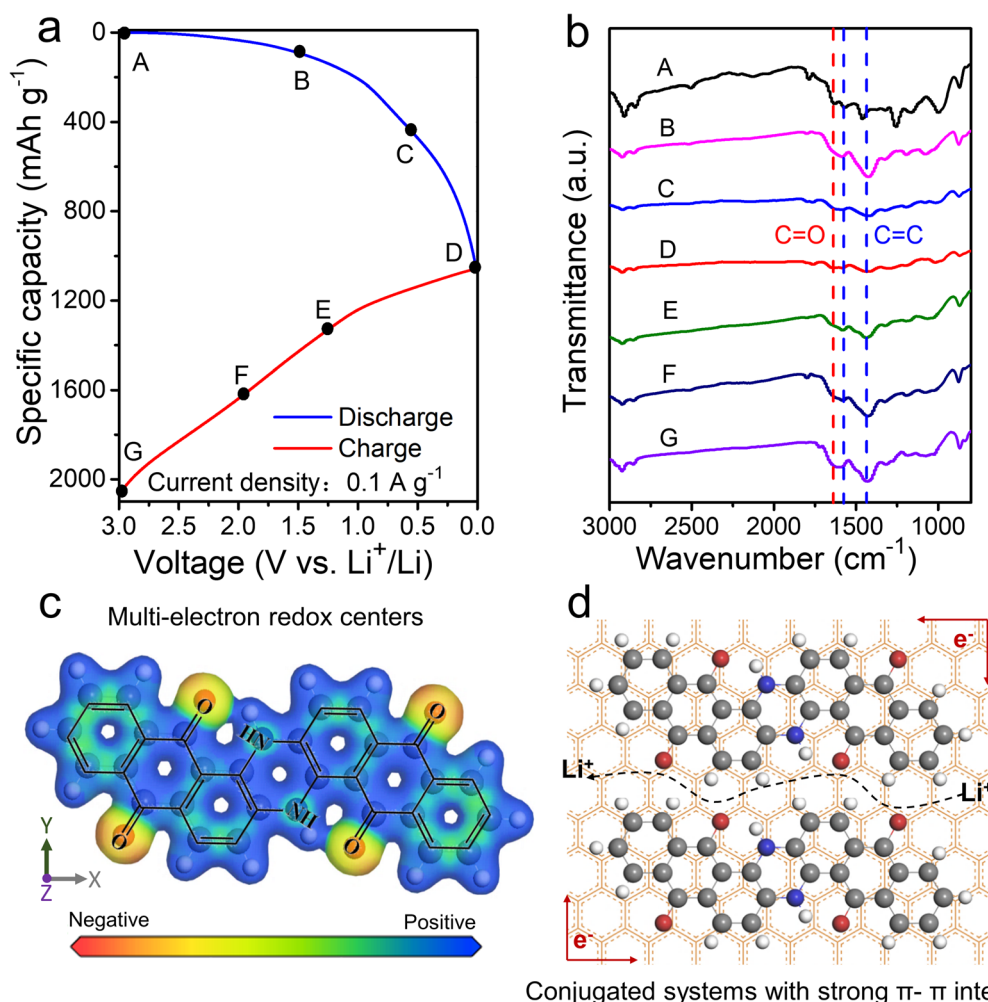 a
Specific capacity (mAh g⁻¹)
0
400
800
1200
1600
2000
A
B
C
D
E
F
G
Discharge
Charge
Current density：0.1 A g⁻¹
3.0 2.5 2.0 1.5 1.0 0.5 0.0
Voltage (V vs. Li⁺/Li)
b
Transmittance (a.u.)
A
B
C
D
C=O C=C
E
F
G
3000 2500 2000 1500 1000
Wavenumber (cm⁻¹)
c
Multi-electron redox centers
O
O
HN
NH
O
O
Y
Z
X
Negative Positive
d
e⁻
Li⁺
Li⁺
e⁻
Conjugated systems with strong π- π inte